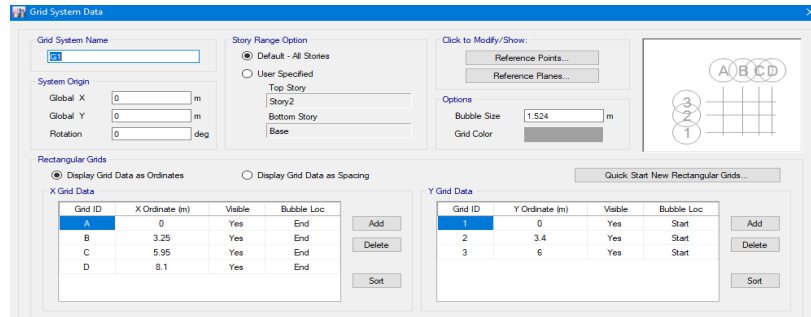 Grid System Data
Grid System Name
G1
System Origin
Global X 0 m
Global Y 0 m
Rotation 0 deg
Story Range Option
Default - All Stories
User Specified
Top Story
Story2
Bottom Story
Base
Click to Modify/Show:
Reference Points...
Reference Planes...
Options
Bubble Size 1.524 m
Grid Color
A B C D
3
2
1
Rectangular Grids
Display Grid Data as Ordinates Display Grid Data as Spacing Quick Start New Rectangular Grids...
X Grid Data
Grid ID X Ordinate (m) Visible Bubble Loc
A 0 Yes End
B 3.25 Yes End
C 5.95 Yes End
D 8.1 Yes End
Add
Delete
Sort
Y Grid Data
Grid ID Y Ordinate (m) Visible Bubble Loc
1 0 Yes Start
2 3.4 Yes Start
3 6 Yes Start
Add
Delete
Sort